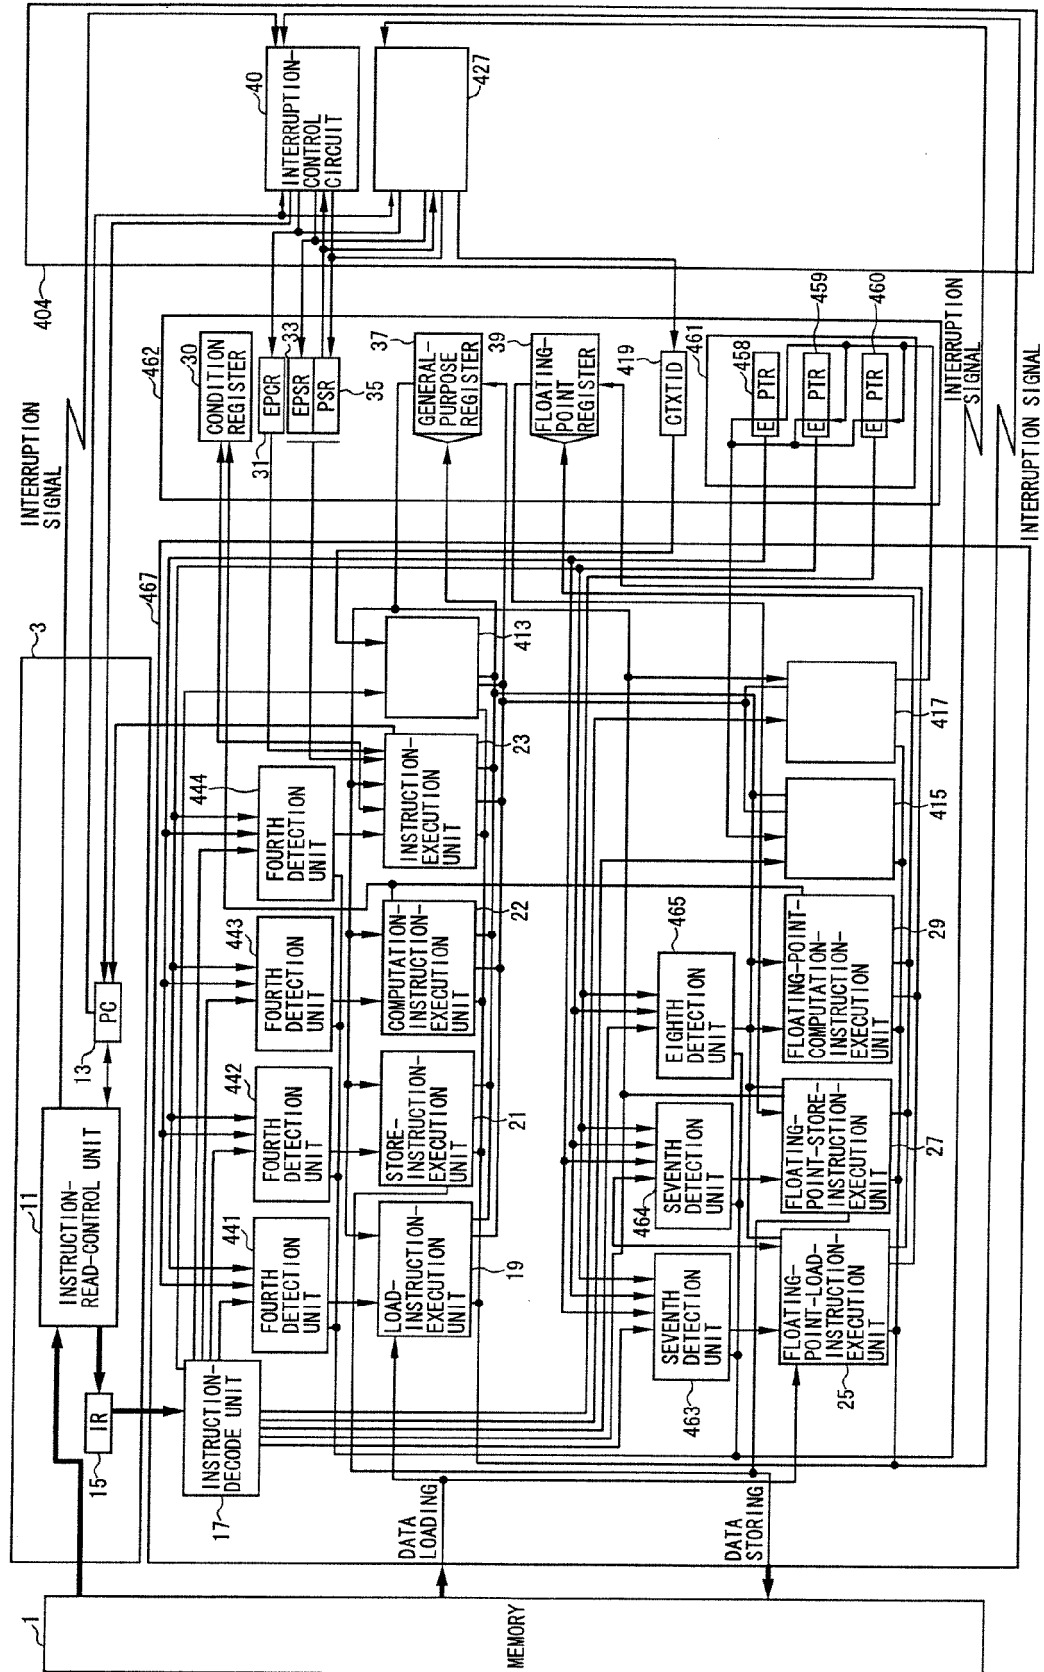 1
MEMORY
3
11
INSTRUCTION-
READ-CONTROL UNIT
15
IR
13
PC
INTERRUPTION
SIGNAL
467
17
INSTRUCTION-
DECODE UNIT
441
FOURTH
DETECTION
UNIT
442
FOURTH
DETECTION
UNIT
443
FOURTH
DETECTION
UNIT
444
FOURTH
DETECTION
UNIT
LOAD-
INSTRUCTION-
EXECUTION
UNIT
19
STORE-
INSTRUCTION-
EXECUTION
UNIT
21
COMPUTATION-
INSTRUCTION-
EXECUTION
UNIT
22
INSTRUCTION-
EXECUTION
UNIT
23
413
DATA
LOADING
DATA
STORING
SEVENTH
DETECTION
UNIT
463
464
SEVENTH
DETECTION
UNIT
465
EIGHTH
DETECTION
UNIT
FLOATING-
POINT-LOAD-
INSTRUCTION-
EXECUTION
UNIT
25
FLOATING-
POINT-STORE-
INSTRUCTION-
EXECUTION
UNIT
27
FLOATING-POINT-
COMPUTATION-
INSTRUCTION-
EXECUTION
UNIT
29
415
417
462
30
CONDITION
REGISTER
31
EPCR
33
EPSR
PSR
35
37
GENERAL-
PURPOSE
REGISTER
39
FLOATING-
POINT
REGISTER
419
CTXTID
461
458
E
PTR
459
E
PTR
460
E
PTR
INTERRUPTION
SIGNAL
INTERRUPTION SIGNAL
404
40
INTERRUPTION-
CONTROL
CIRCUIT
427